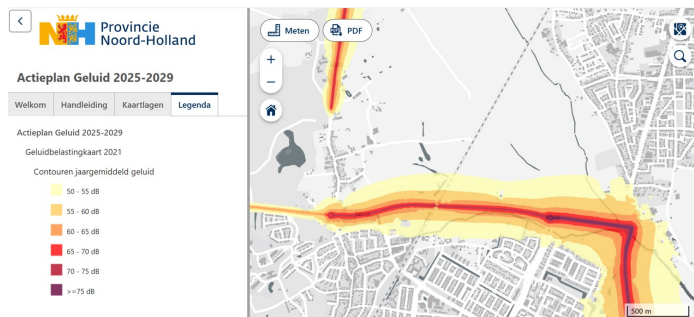 Provincie
Noord-Holland
Actieplan Geluid 2025-2029
Welkom Handleiding Kaartlagen Legenda
Actieplan Geluid 2025-2029
Geluidbelastingkaart 2021
Contouren jaargemiddeld geluid
50 - 55 dB
55 - 60 dB
60 - 65 dB
65 - 70 dB
70 - 75 dB
>=75 dB
Meten
PDF
+
−
500 m